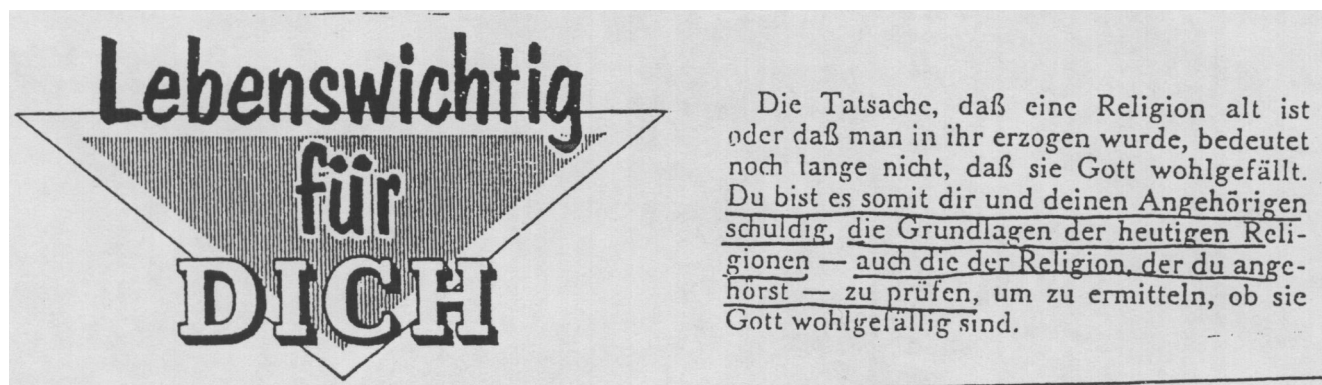 Lebenswichtig
für
DICH
Die Tatsache, daß eine Religion alt ist
oder daß man in ihr erzogen wurde, bedeutet
noch lange nicht, daß sie Gott wohlgefällt.
Du bist es somit dir und deinen Angehörigen
schuldig, die Grundlagen der heutigen Reli-
gionen — auch die der Religion, der du ange-
hörst — zu prüfen, um zu ermitteln, ob sie
Gott wohlgefällig sind.